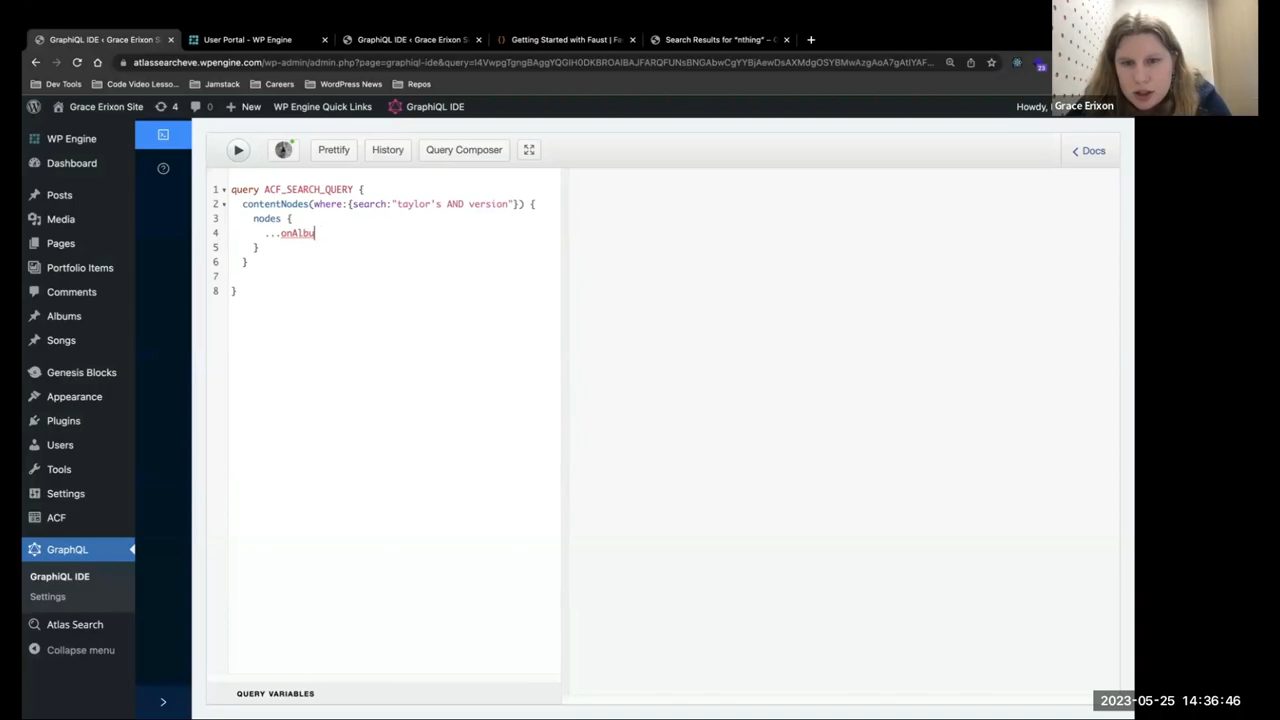 GraphiQL IDE ‹ Grace Erixon S
User Portal - WP Engine
GraphiQL IDE ‹ Grace Erixon S
Getting Started with Faust | Fa
Search Results for "nthing" –
atlassearcheve.wpengine.com/wp-admin/admin.php?page=graphiql-ide&query=
Dev Tools
Code Video Lesso...
Jamstack
Careers
WordPress News
Repos
23
Grace Erixon Site
4
0
New
WP Engine Quick Links
GraphiQL IDE
Howdy,
Grace Erixon
WP Engine
Dashboard
Posts
Media
Pages
Portfolio Items
Comments
Albums
Songs
Genesis Blocks
Appearance
Plugins
Users
Tools
Settings
ACF
GraphQL
GraphiQL IDE
Settings
Atlas Search
Collapse menu
Prettify
History
Query Composer
Docs
1 query ACF_SEARCH_QUERY {
2 contentNodes(where:{search:"taylor's AND version"}) {
3 nodes {
4 ...onAlbu
5 }
6 }
7
8 }
QUERY VARIABLES
2023-05-25 14:36:46